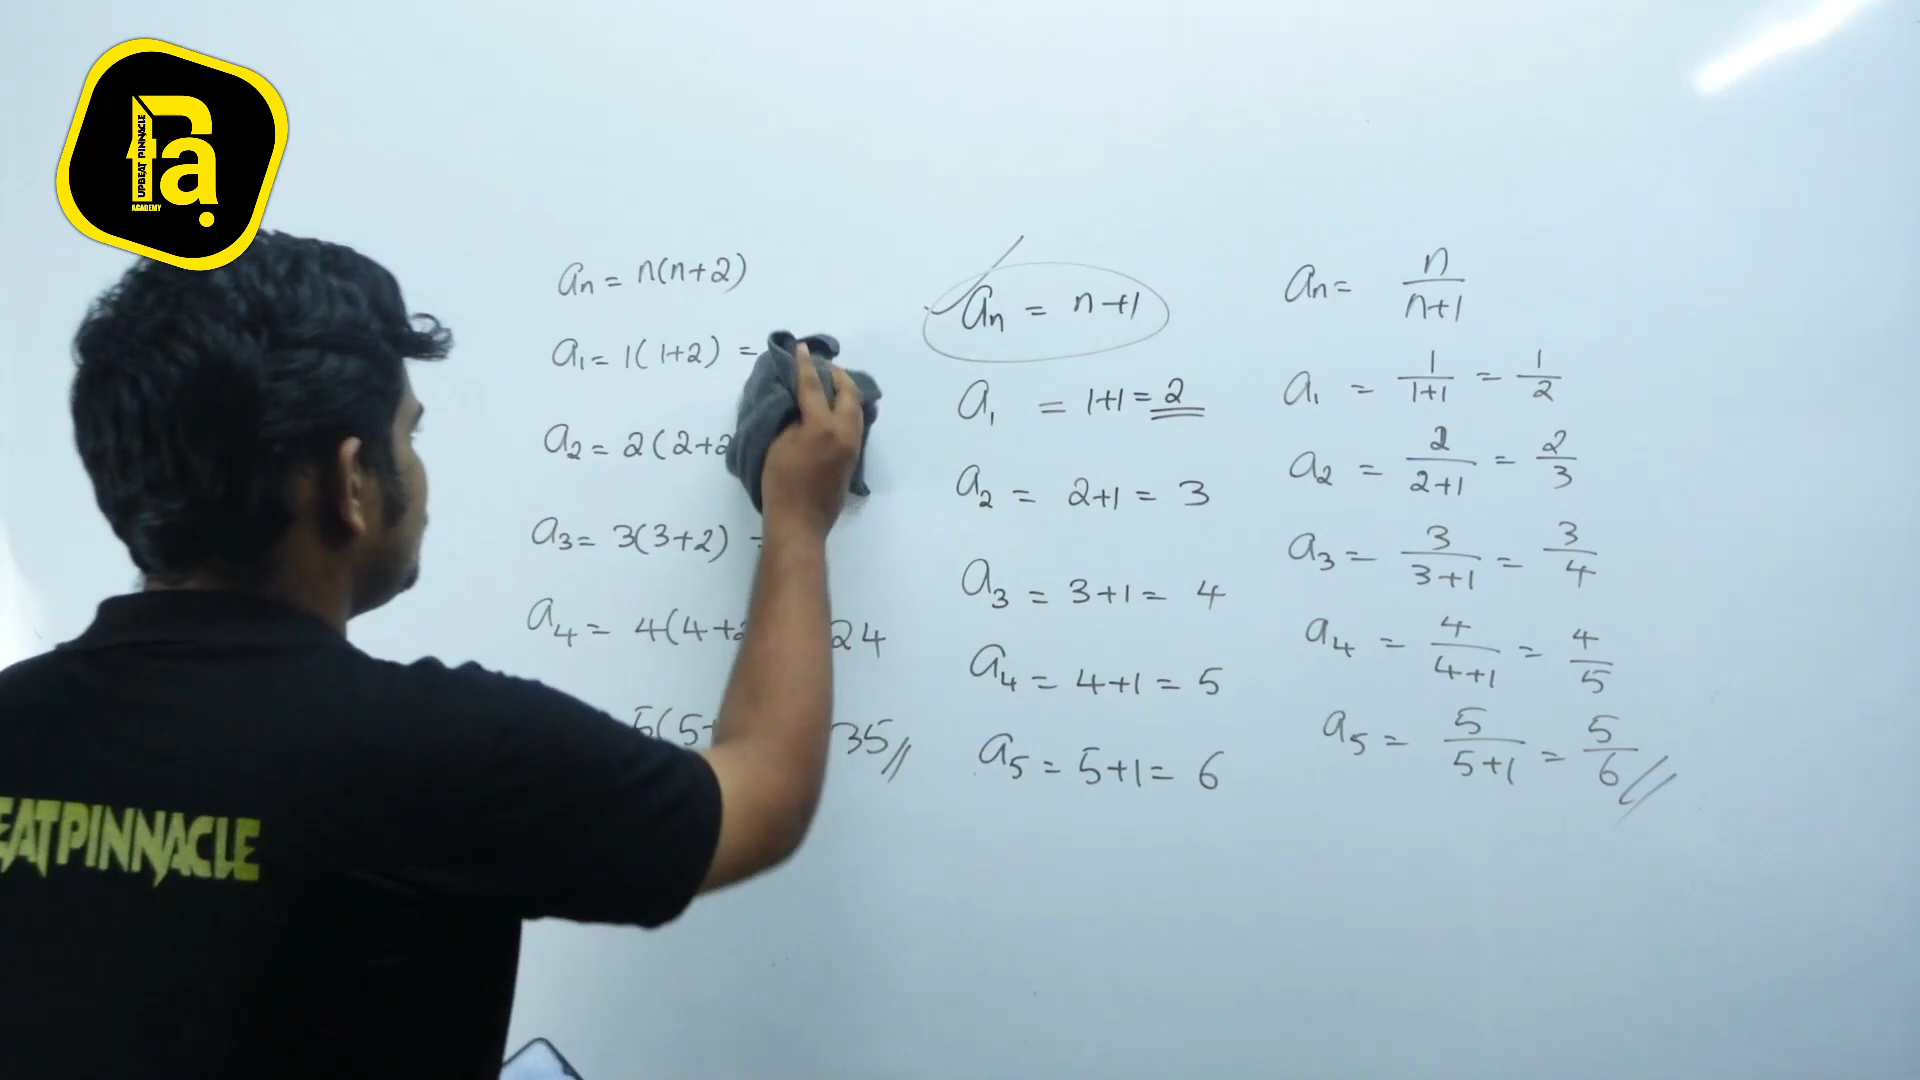 UPBEAT PINNACLE
Pa
ACADEMY
an = n(n+2)
a1 = 1(1+2) =
a2 = 2(2+2
a3 = 3(3+2)
a4 = 4(4+2 24
5(5+ 35//
an = n+1
a1 = 1+1 = 2
a2 = 2+1 = 3
a3 = 3+1 = 4
a4 = 4+1 = 5
a5 = 5+1 = 6
an = n/n+1
a1 = 1/1+1 = 1/2
a2 = 2/2+1 = 2/3
a3 = 3/3+1 = 3/4
a4 = 4/4+1 = 4/5
a5 = 5/5+1 = 5/6//
EATPINNACLE